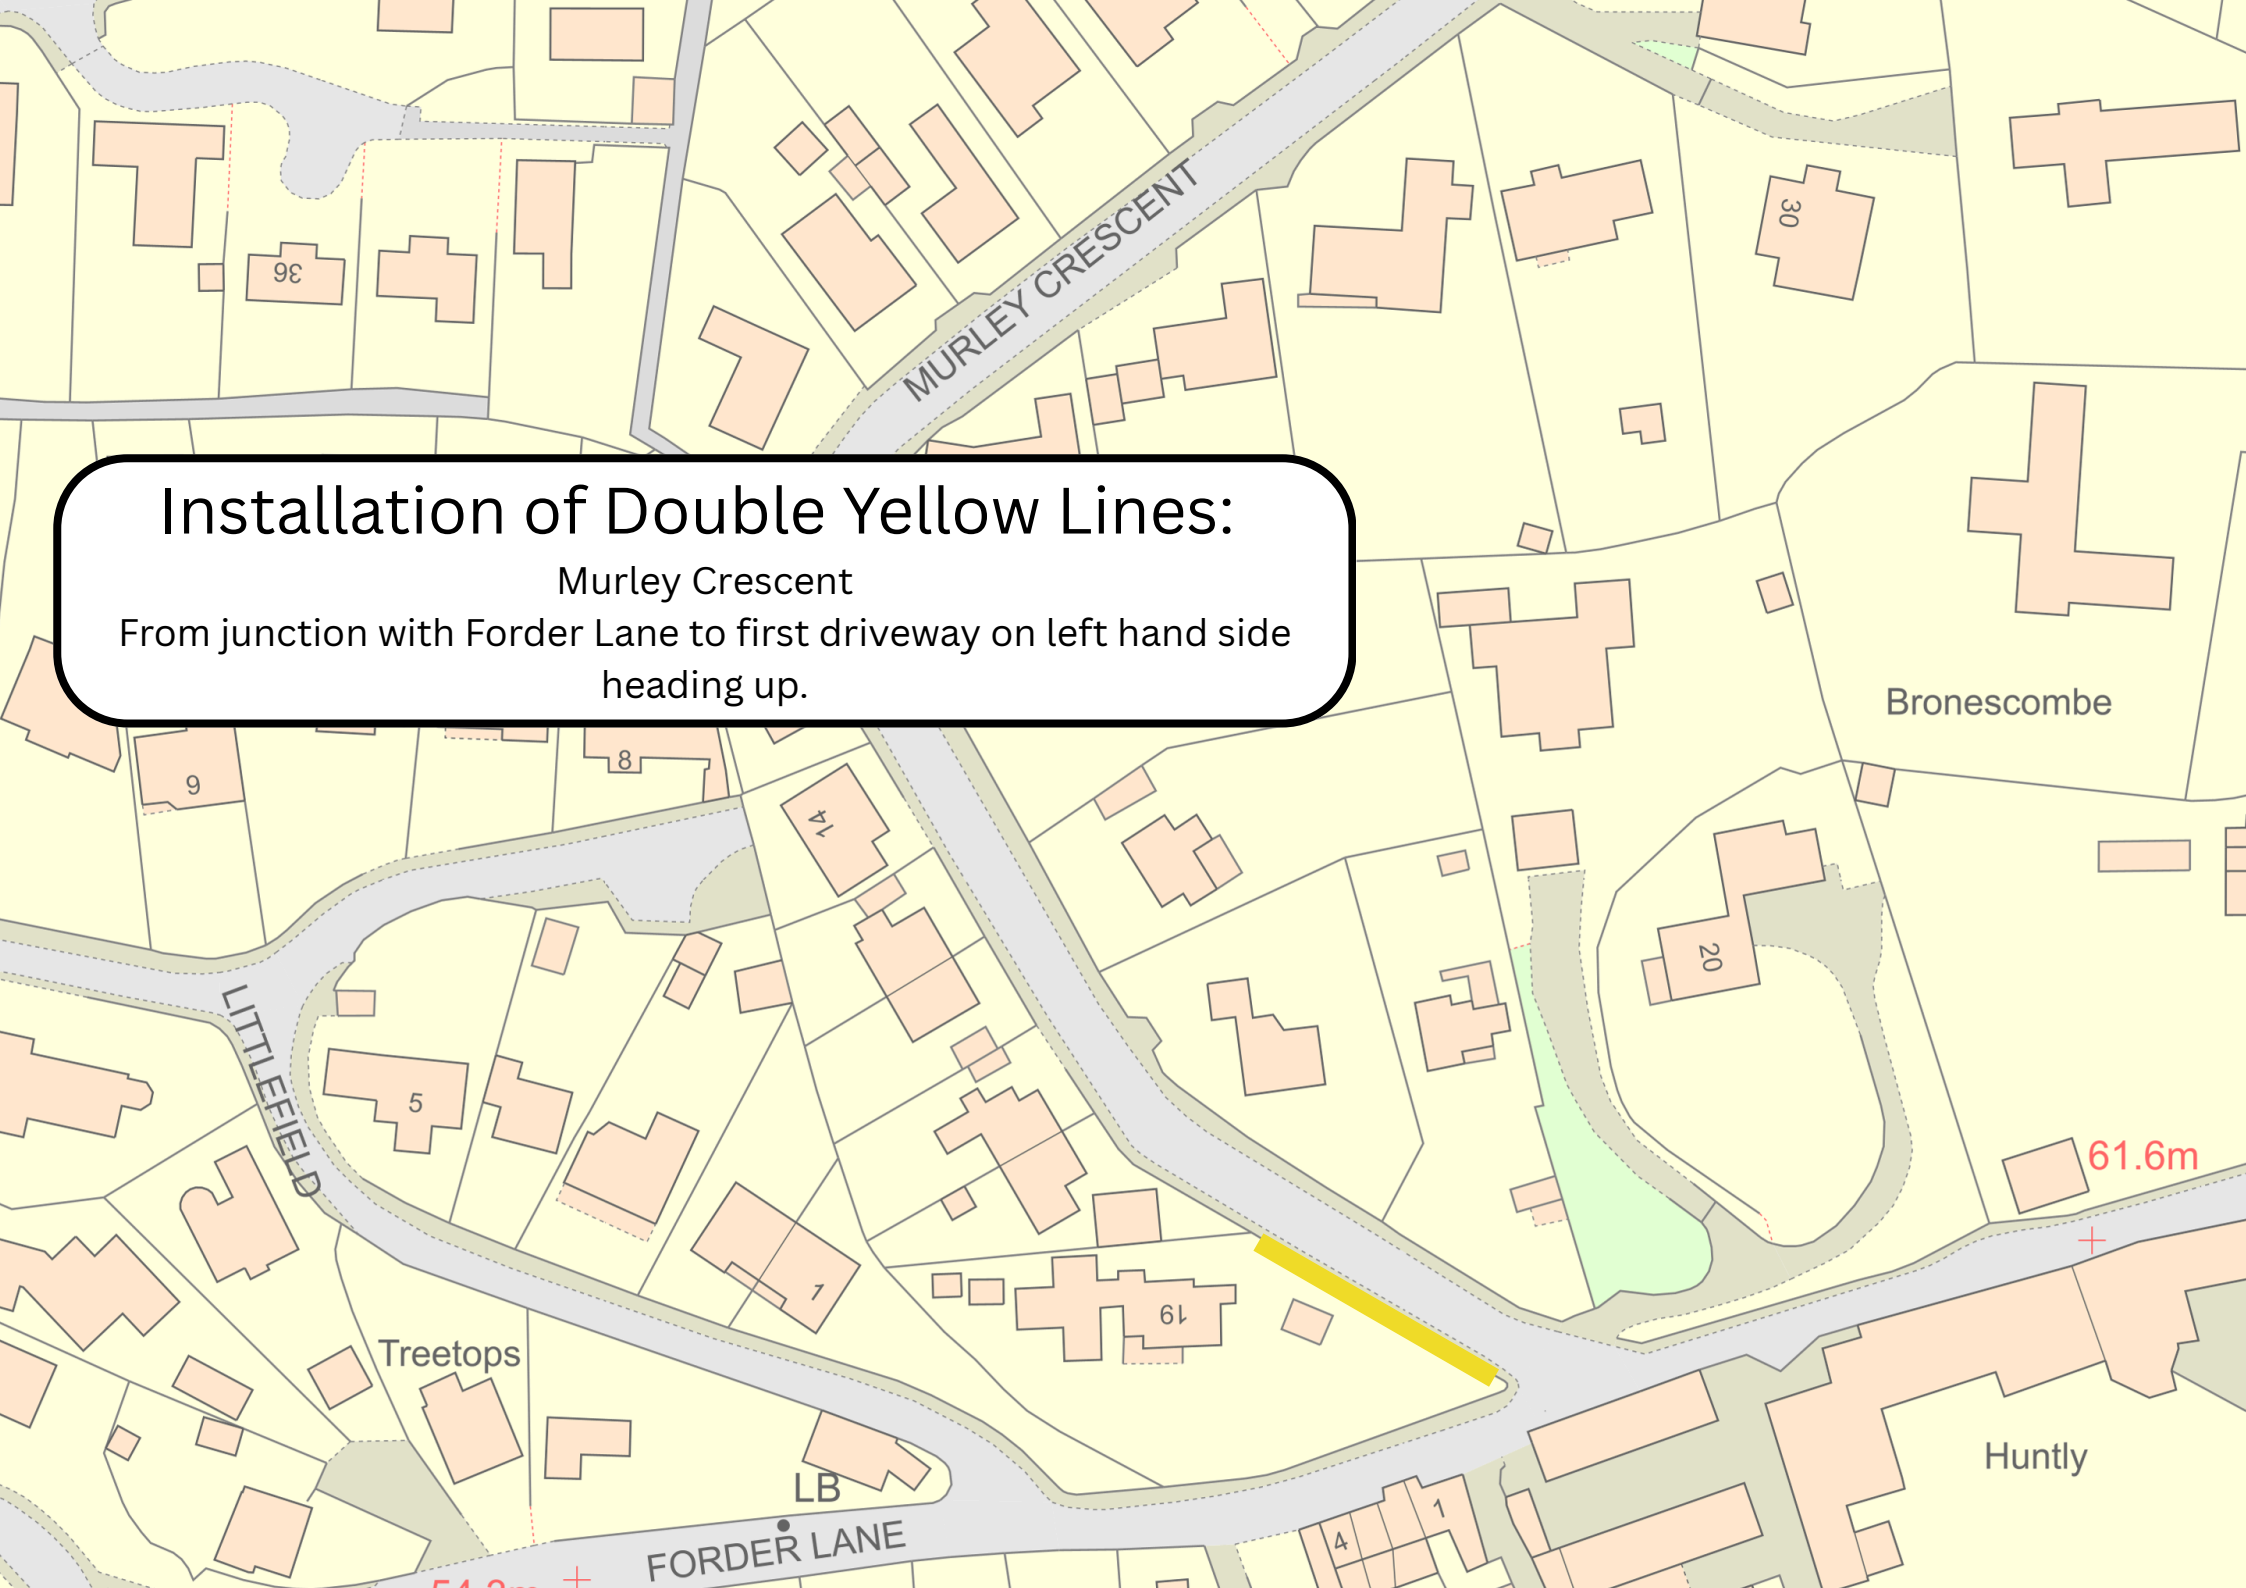 MURLEY CRESCENT
30
36
Installation of Double Yellow Lines:
Murley Crescent
From junction with Forder Lane to first driveway on left hand side
heading up.
Bronescombe
8
9
14
20
LITTLEFIELD
5
61.6m
1
19
Treetops
Huntly
LB
FORDER LANE
1
4